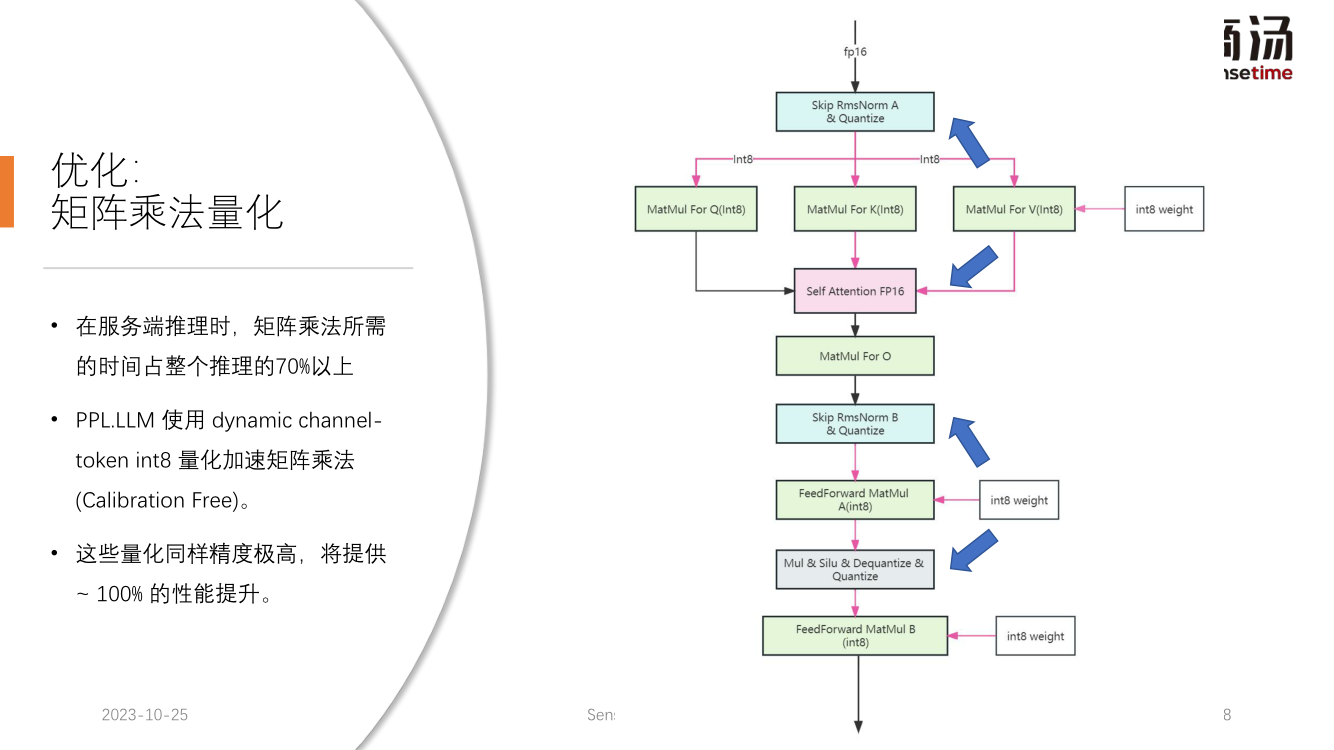 优化:
矩阵乘法量化
• 在服务端推理时，矩阵乘法所需
的时间占整个推理的70%以上
• PPL.LLM 使用 dynamic channel-
token int8 量化加速矩阵乘法
(Calibration Free)。
• 这些量化同样精度极高，将提供
~ 100% 的性能提升。
2023-10-25
fp16
Skip RmsNorm A
& Quantize
Int8
Int8
MatMul For Q(Int8)
MatMul For K(Int8)
MatMul For V(Int8)
int8 weight
Self Attention FP16
MatMul For O
Skip RmsNorm B
& Quantize
FeedForward MatMul
A(int8)
int8 weight
Mul & Silu & Dequantize &
Quantize
FeedForward MatMul B
(int8)
int8 weight
汤
setime
Sen
8